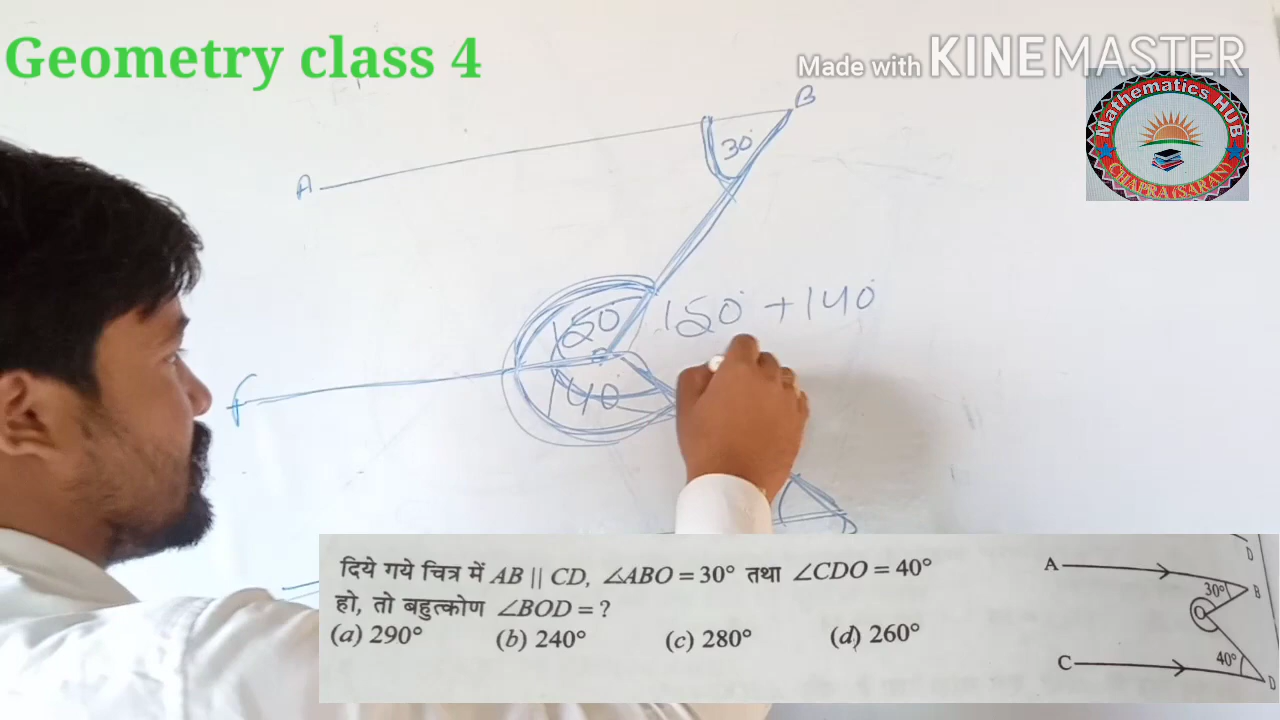 Geometry class 4
Made with KINEMASTER
Mathematics HUB
CHAPRA (SARAN)
B
A
30°
150°
150° + 140°
140°
दिये गये चित्र में AB || CD, ∠ABO = 30° तथा ∠CDO = 40°
हो, तो बहुत्कोण ∠BOD = ?
(a) 290° (b) 240° (c) 280° (d) 260°
D
A
30°
B
O
40°
C
D